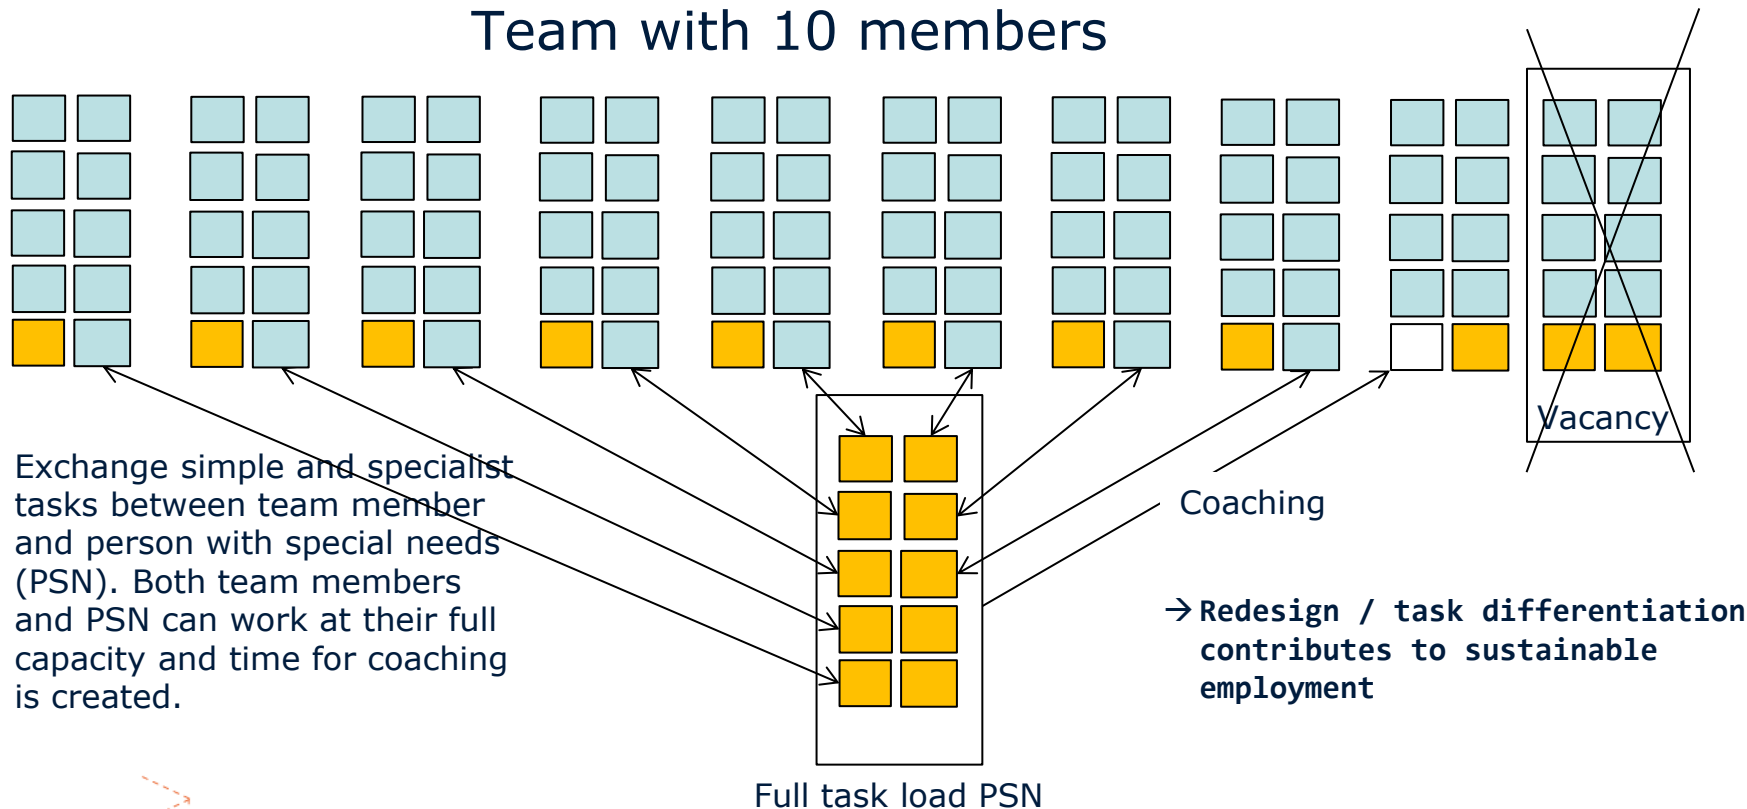 Team with 10 members
Vacancy
Exchange simple and specialist
tasks between team member
and person with special needs
(PSN). Both team members
and PSN can work at their full
capacity and time for coaching
is created.
Coaching
→ Redesign / task differentiation
contributes to sustainable
employment
Full task load PSN